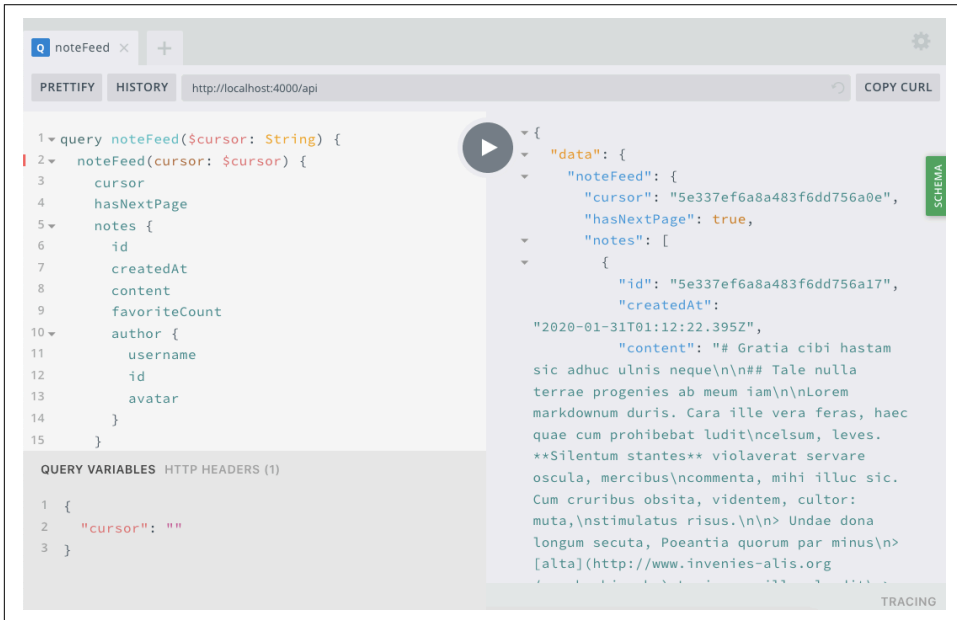 Q noteFeed × +
PRETTIFY HISTORY http://localhost:4000/api COPY CURL
1 query noteFeed($cursor: String) {
2 noteFeed(cursor: $cursor) {
3 cursor
4 hasNextPage
5 notes {
6 id
7 createdAt
8 content
9 favoriteCount
10 author {
11 username
12 id
13 avatar
14 }
15 }
QUERY VARIABLES HTTP HEADERS (1)
1 {
2 "cursor": ""
3 }
{
"data": {
"noteFeed": {
"cursor": "5e337ef6a8a483f6dd756a0e",
"hasNextPage": true,
"notes": [
{
"id": "5e337ef6a8a483f6dd756a17",
"createdAt":
"2020-01-31T01:12:22.395Z",
"content": "# Gratia cibi hastam
sic adhuc ulnis neque\n\n## Tale nulla
terrae progenies ab meum iam\n\nLorem
markdownum duris. Cara ille vera feras, haec
quae cum prohibebat ludit\ncelsum, leves.
**Silentum stantes** violaverat servare
oscula, mercibus\ncommenta, mihi illuc sic.
Cum cruribus obsita, videntem, cultor:
muta,\nstimulatus risus.\n\n> Undae dona
longum secuta, Poeantia quorum par minus\n>
[alta](http://www.invenies-alis.org
SCHEMA
TRACING